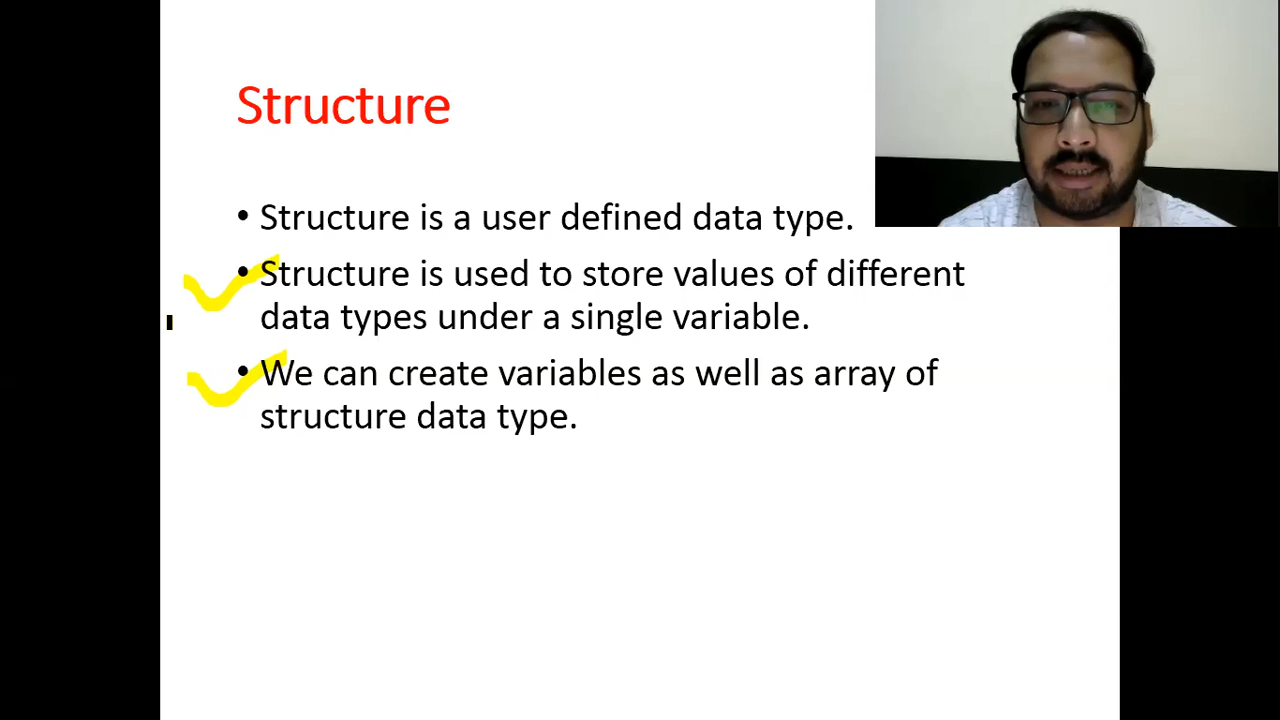 Structure
• Structure is a user defined data type.
• Structure is used to store values of different
data types under a single variable.
• We can create variables as well as array of
structure data type.